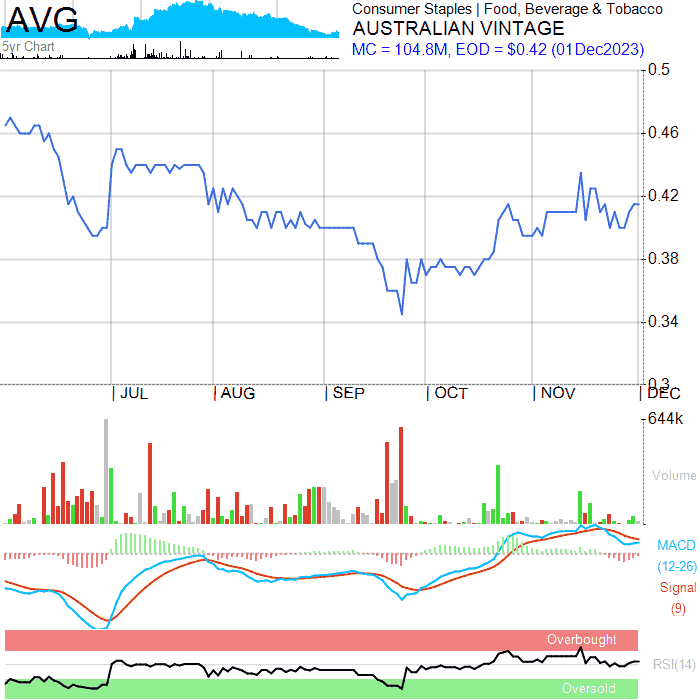 AVG
5yr Chart
Consumer Staples | Food, Beverage & Tobacco
AUSTRALIAN VINTAGE
MC = 104.8M, EOD = $0.42 (01Dec2023)
0.5
0.46
0.42
0.38
0.34
0.3
| JUL | AUG | SEP | OCT | NOV | DEC
644k
Volume
MACD
(12-26)
Signal
(9)
Overbought
RSI(14)
Oversold